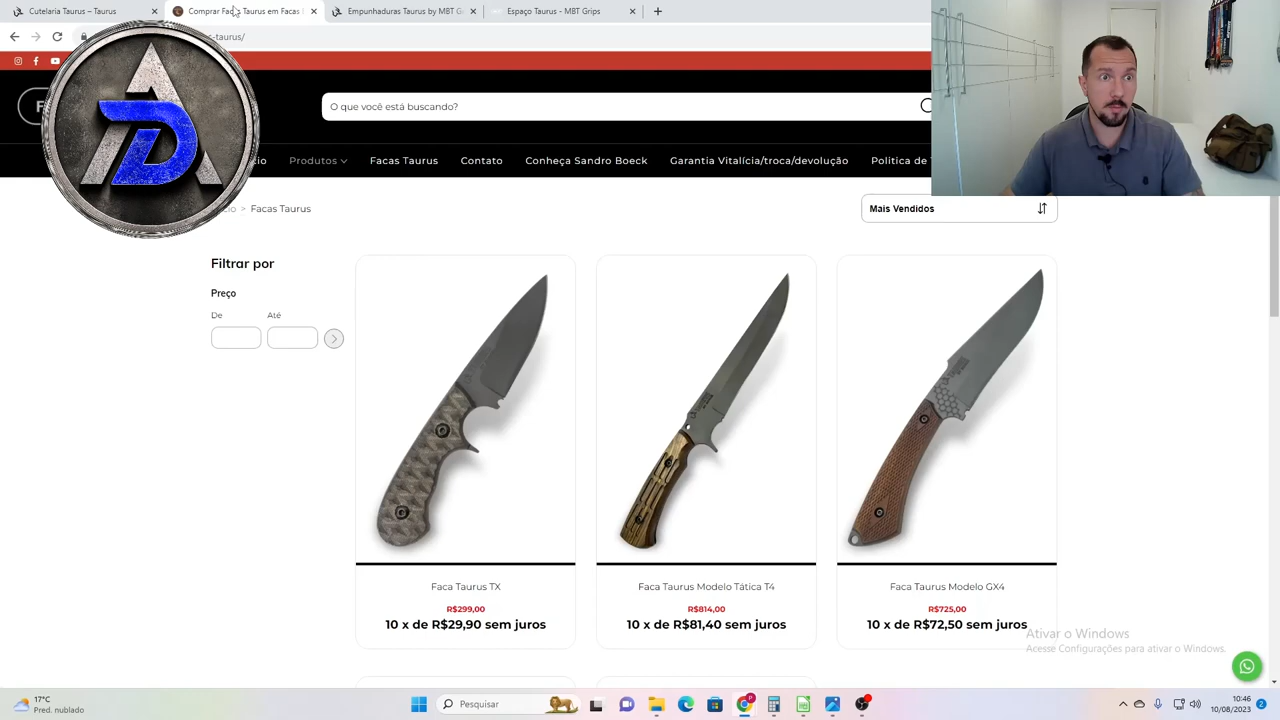 Cutelaria Taurus – Taurus
Comprar Facas Taurus em Facas S
Empunhaduras Taurus by MBT G
Espaço Taurus - MBT Grips
s-taurus/
O que você está buscando?
Produtos
Facas Taurus
Contato
Conheça Sandro Boeck
Garantia Vitalícia/troca/devolução
Politica de
> Facas Taurus
Mais Vendidos
Filtrar por
Preço
De
Até
Faca Taurus TX
R$299,00
10 x de R$29,90 sem juros
Faca Taurus Modelo Tática T4
R$814,00
10 x de R$81,40 sem juros
Faca Taurus Modelo GX4
R$725,00
10 x de R$72,50 sem juros
Ativar o Windows
Acesse Configurações para ativar o Windows.
17°C
Pred. nublado
Pesquisar
10:46
10/08/2023